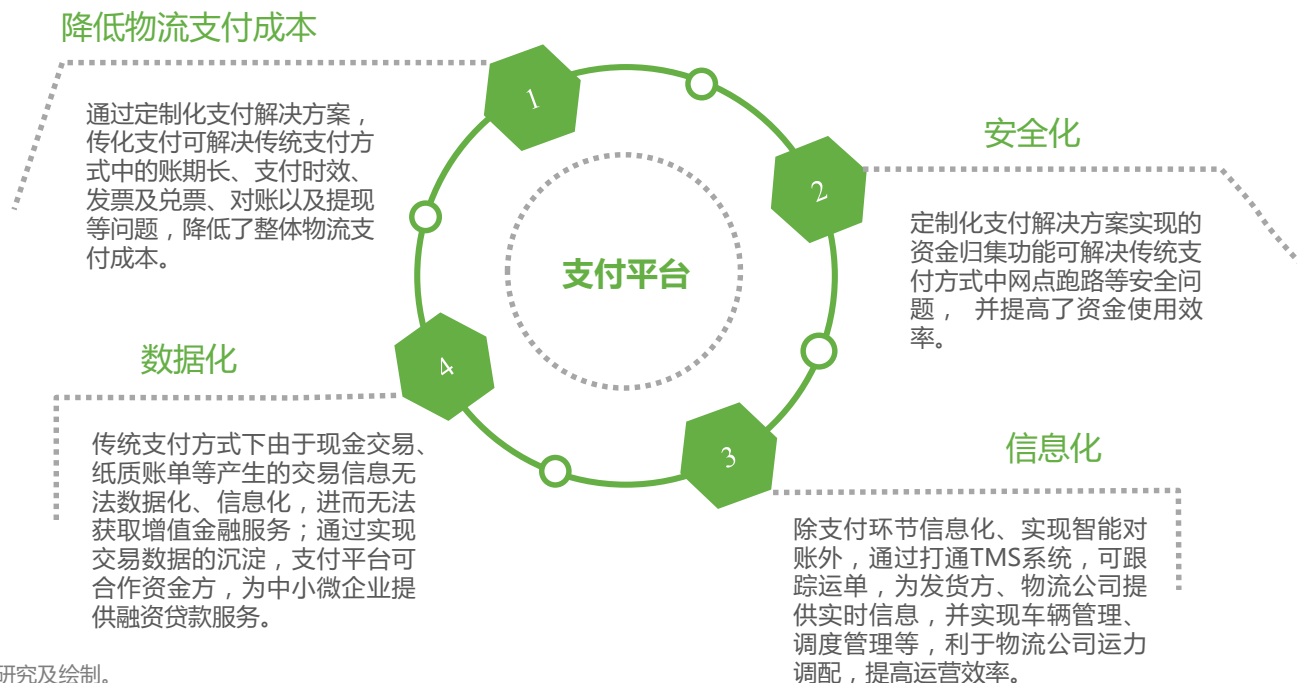 降低物流支付成本
1
通过定制化支付解决方案，
传化支付可解决传统支付方
式中的账期长、支付时效、
发票及兑票、对账以及提现
等问题，降低了整体物流支
付成本。
安全化
2
定制化支付解决方案实现的
资金归集功能可解决传统支
付方式中网点跑路等安全问
题， 并提高了资金使用效
率。
支付平台
数据化
4
传统支付方式下由于现金交易、
纸质账单等产生的交易信息无
法数据化、信息化，进而无法
获取增值金融服务；通过实现
交易数据的沉淀，支付平台可
合作资金方，为中小微企业提
供融资贷款服务。
信息化
3
除支付环节信息化、实现智能对
账外，通过打通TMS系统，可跟
踪运单，为发货方、物流公司提
供实时信息，并实现车辆管理、
调度管理等，利于物流公司运力
调配，提高运营效率。
研究及绘制。